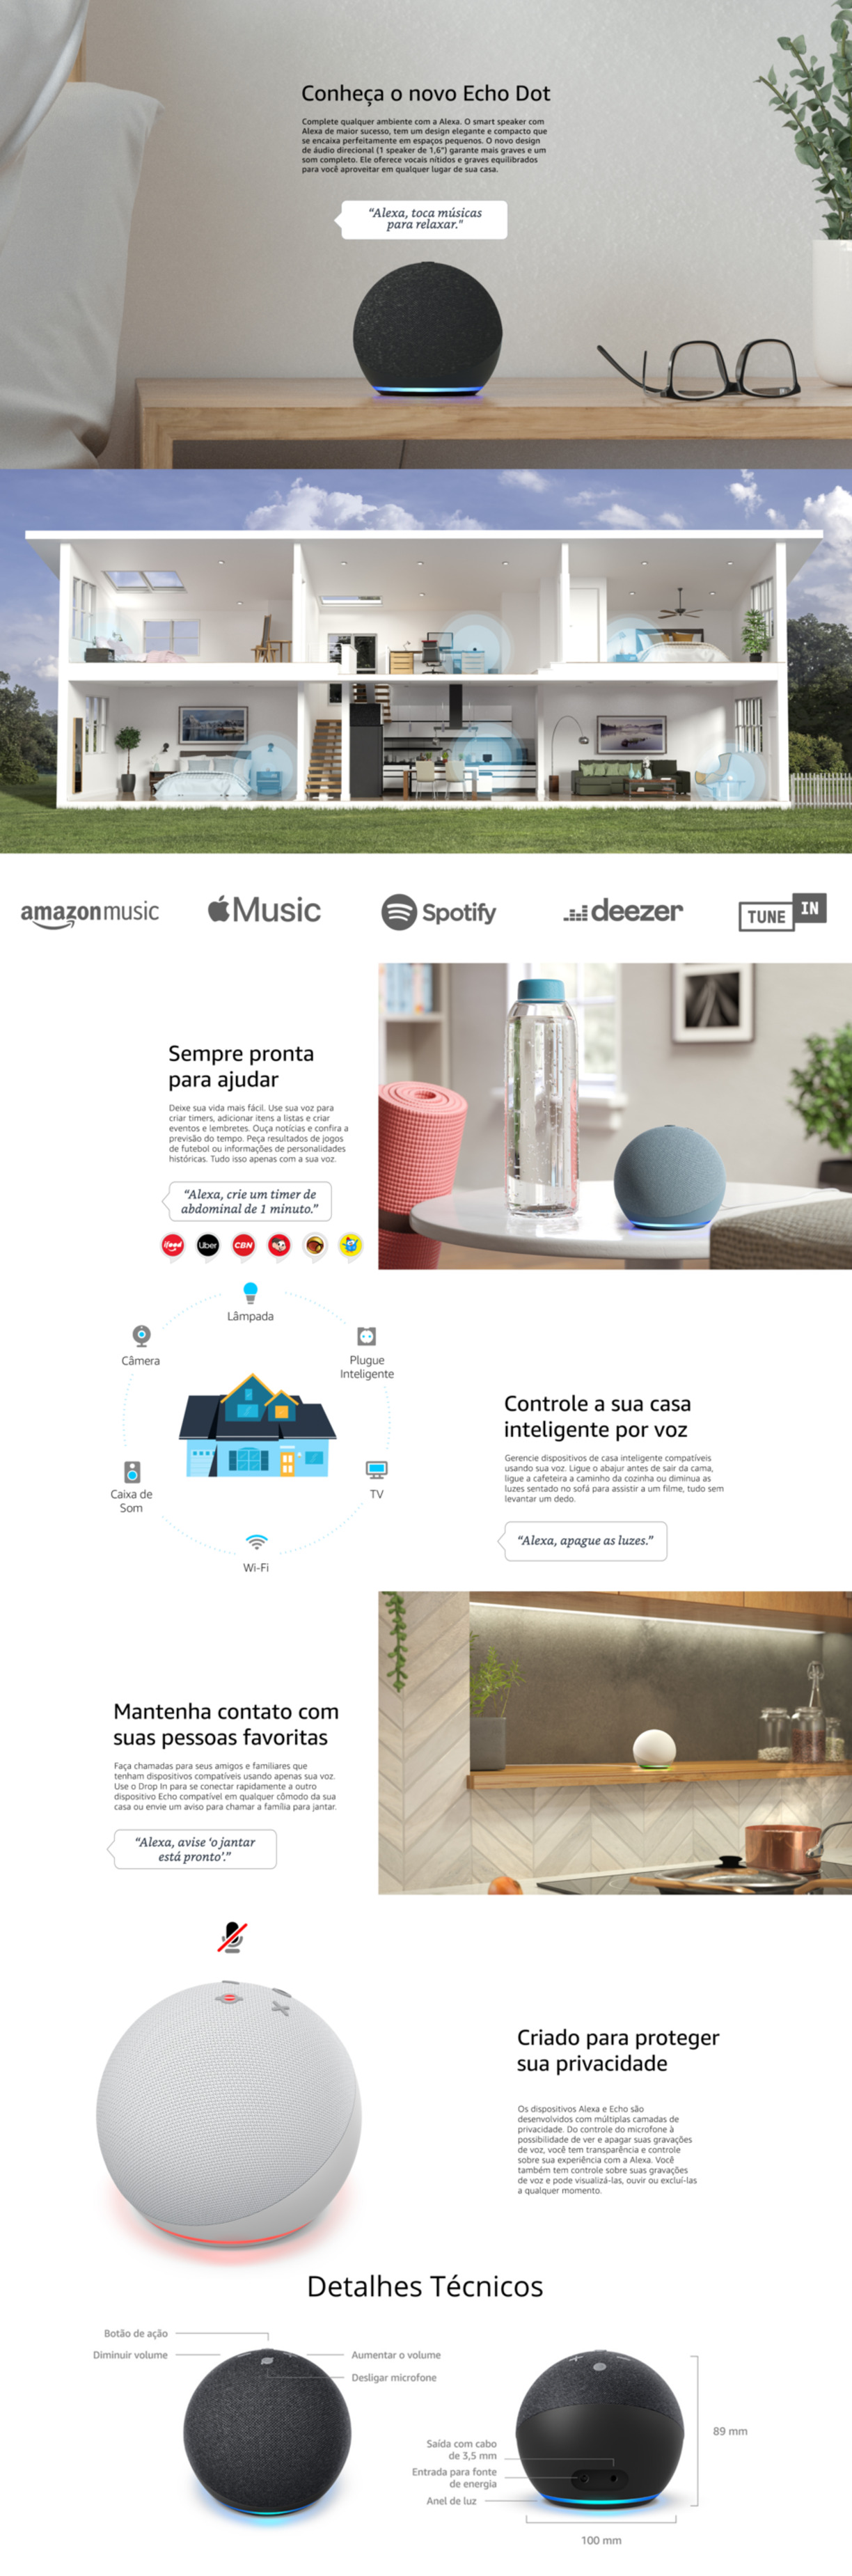 Conheça o novo Echo Dot
Complete qualquer ambiente com a Alexa. O smart speaker com
Alexa de maior sucesso, tem um design elegante e compacto que
se encaixa perfeitamente em espaços pequenos. O novo design
de áudio direcional (1 speaker de 1,6") garante mais graves e um
som completo. Ele oferece vocais nítidos e graves equilibrados
para você aproveitar em qualquer lugar de sua casa.
“Alexa, toca músicas
para relaxar."
amazon music
Music
Spotify
deezer
TUNE IN
Sempre pronta
para ajudar
Deixe sua vida mais fácil. Use sua voz para
criar timers, adicionar itens a listas e criar
eventos e lembretes. Ouça notícias e confira a
previsão do tempo. Peça resultados de jogos
de futebol ou informações de personalidades
históricas. Tudo isso apenas com a sua voz.
“Alexa, crie um timer de
abdominal de 1 minuto.”
ifood
Uber
CBN
Lâmpada
Câmera
Plugue
Inteligente
Caixa de
Som
TV
Wi-Fi
Controle a sua casa
inteligente por voz
Gerencie dispositivos de casa inteligente compatíveis
usando sua voz. Ligue o abajur antes de sair da cama,
ligue a cafeteira a caminho da cozinha ou diminua as
luzes sentado no sofá para assistir a um filme, tudo sem
levantar um dedo.
“Alexa, apague as luzes.”
Mantenha contato com
suas pessoas favoritas
Faça chamadas para seus amigos e familiares que
tenham dispositivos compatíveis usando apenas sua voz.
Use o Drop In para se conectar rapidamente a outro
dispositivo Echo compatível em qualquer cômodo da sua
casa ou envie um aviso para chamar a família para jantar.
“Alexa, avise ‘o jantar
está pronto’.”
Criado para proteger
sua privacidade
Os dispositivos Alexa e Echo são
desenvolvidos com múltiplas camadas de
privacidade. Do controle do microfone à
possibilidade de ver e apagar suas gravações
de voz, você tem transparência e controle
sobre sua experiência com a Alexa. Você
também tem controle sobre suas gravações
de voz e pode visualizá-las, ouvir ou excluí-las
a qualquer momento.
Detalhes Técnicos
Botão de ação
Diminuir volume
Aumentar o volume
Desligar microfone
Saída com cabo
de 3,5 mm
Entrada para fonte
de energia
Anel de luz
89 mm
100 mm